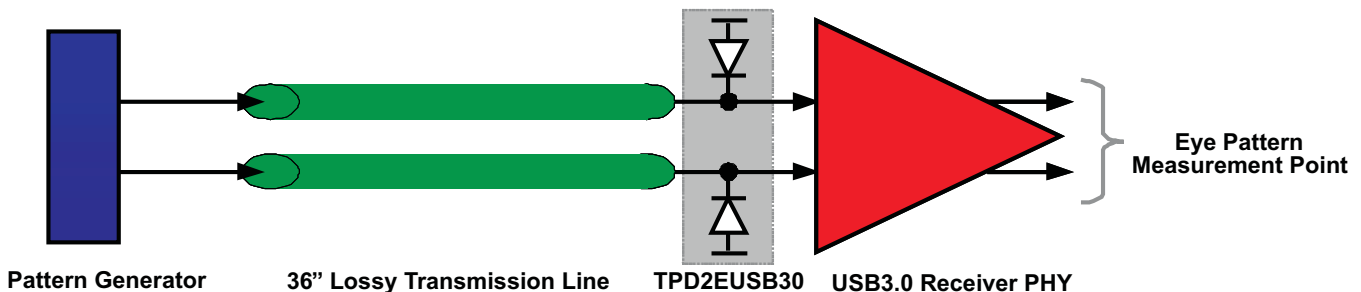 Eye Pattern
Measurement Point
Pattern Generator
36” Lossy Transmission Line
TPD2EUSB30
USB3.0 Receiver PHY